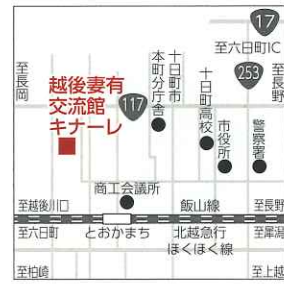 17
至六日町IC
253
至長岡
至長野
越後妻有
交流館
キナーレ
117
十日町市
本町分庁舎
十日町高校
市役所
警察署
商工会議所
至越後川口
飯山線
至長野
至六日町
とおかまち
北越急行
ほくほく線
至犀潟
至柏崎
至上越